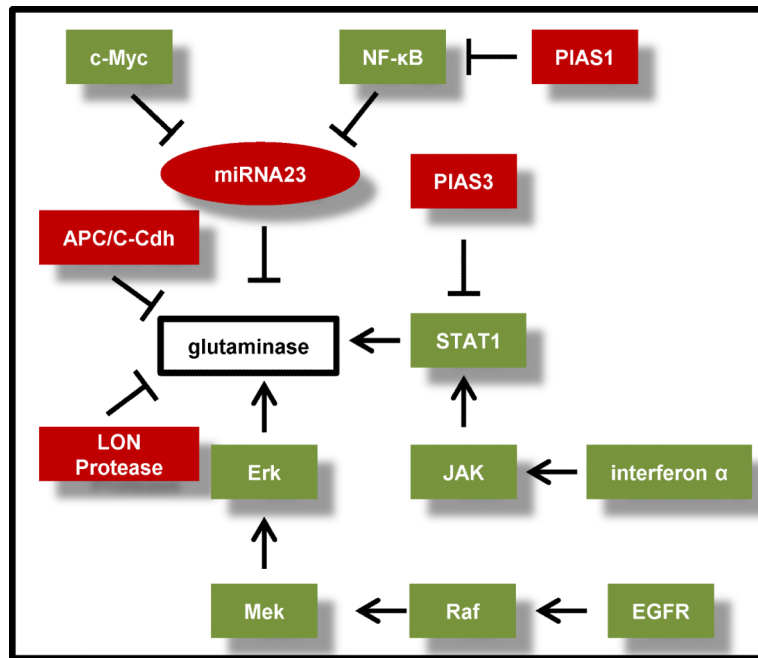 c-Myc
NF-κB
PIAS1
miRNA23
PIAS3
APC/C-Cdh
glutaminase
STAT1
LON
Protease
Erk
JAK
interferon α
Mek
Raf
EGFR